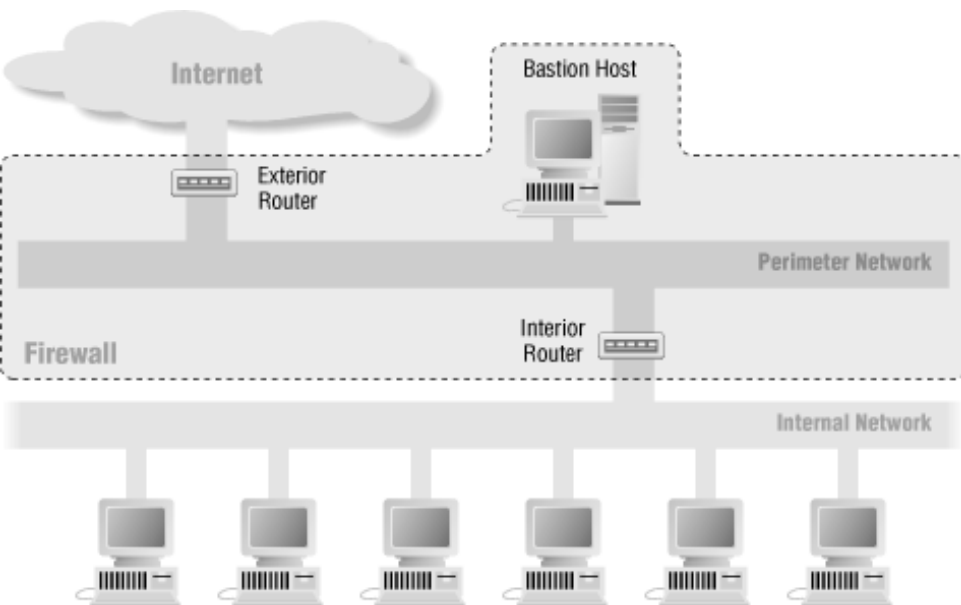 Internet
Bastion Host
Exterior
Router
Perimeter Network
Interior
Router
Firewall
Internal Network